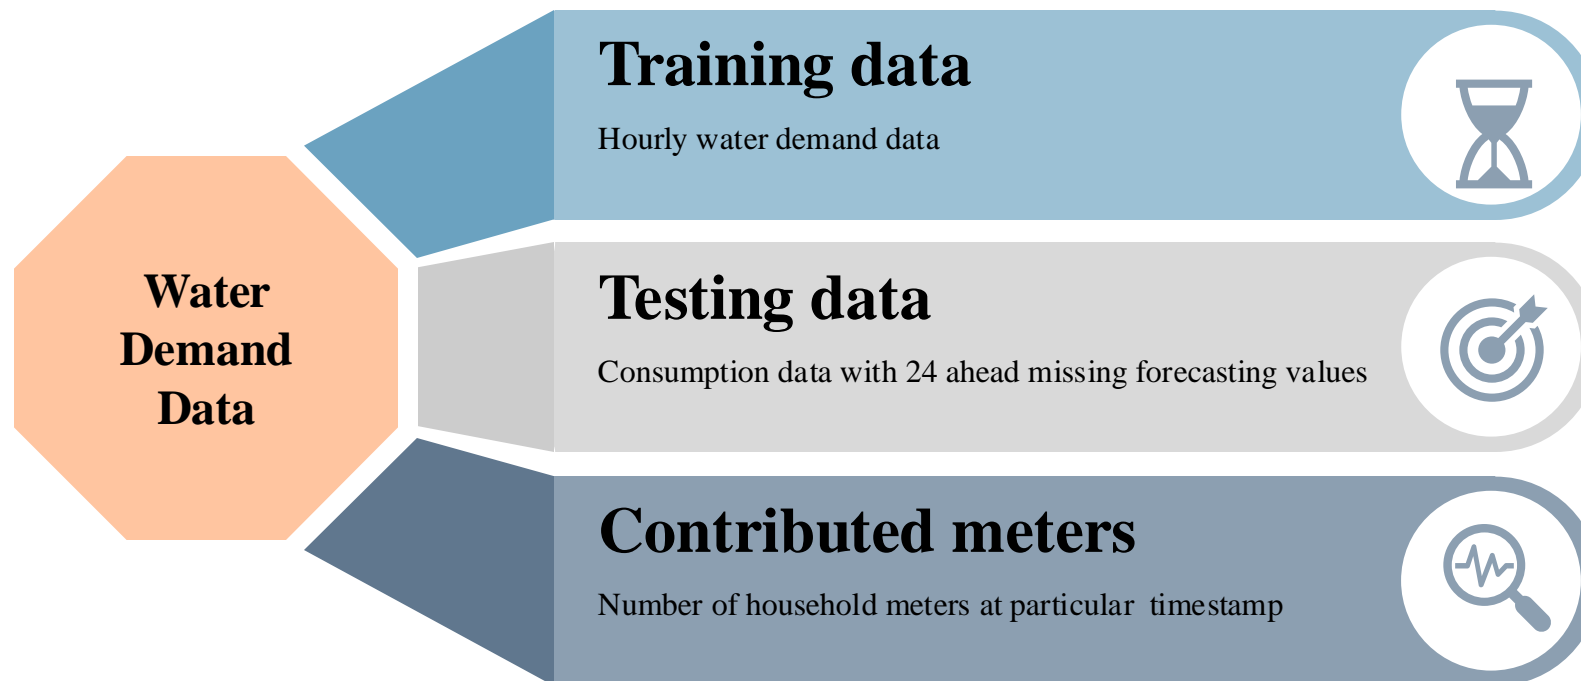 Water
Demand
Data
Training data
Hourly water demand data
Testing data
Consumption data with 24 ahead missing forecasting values
Contributed meters
Number of household meters at particular  timestamp